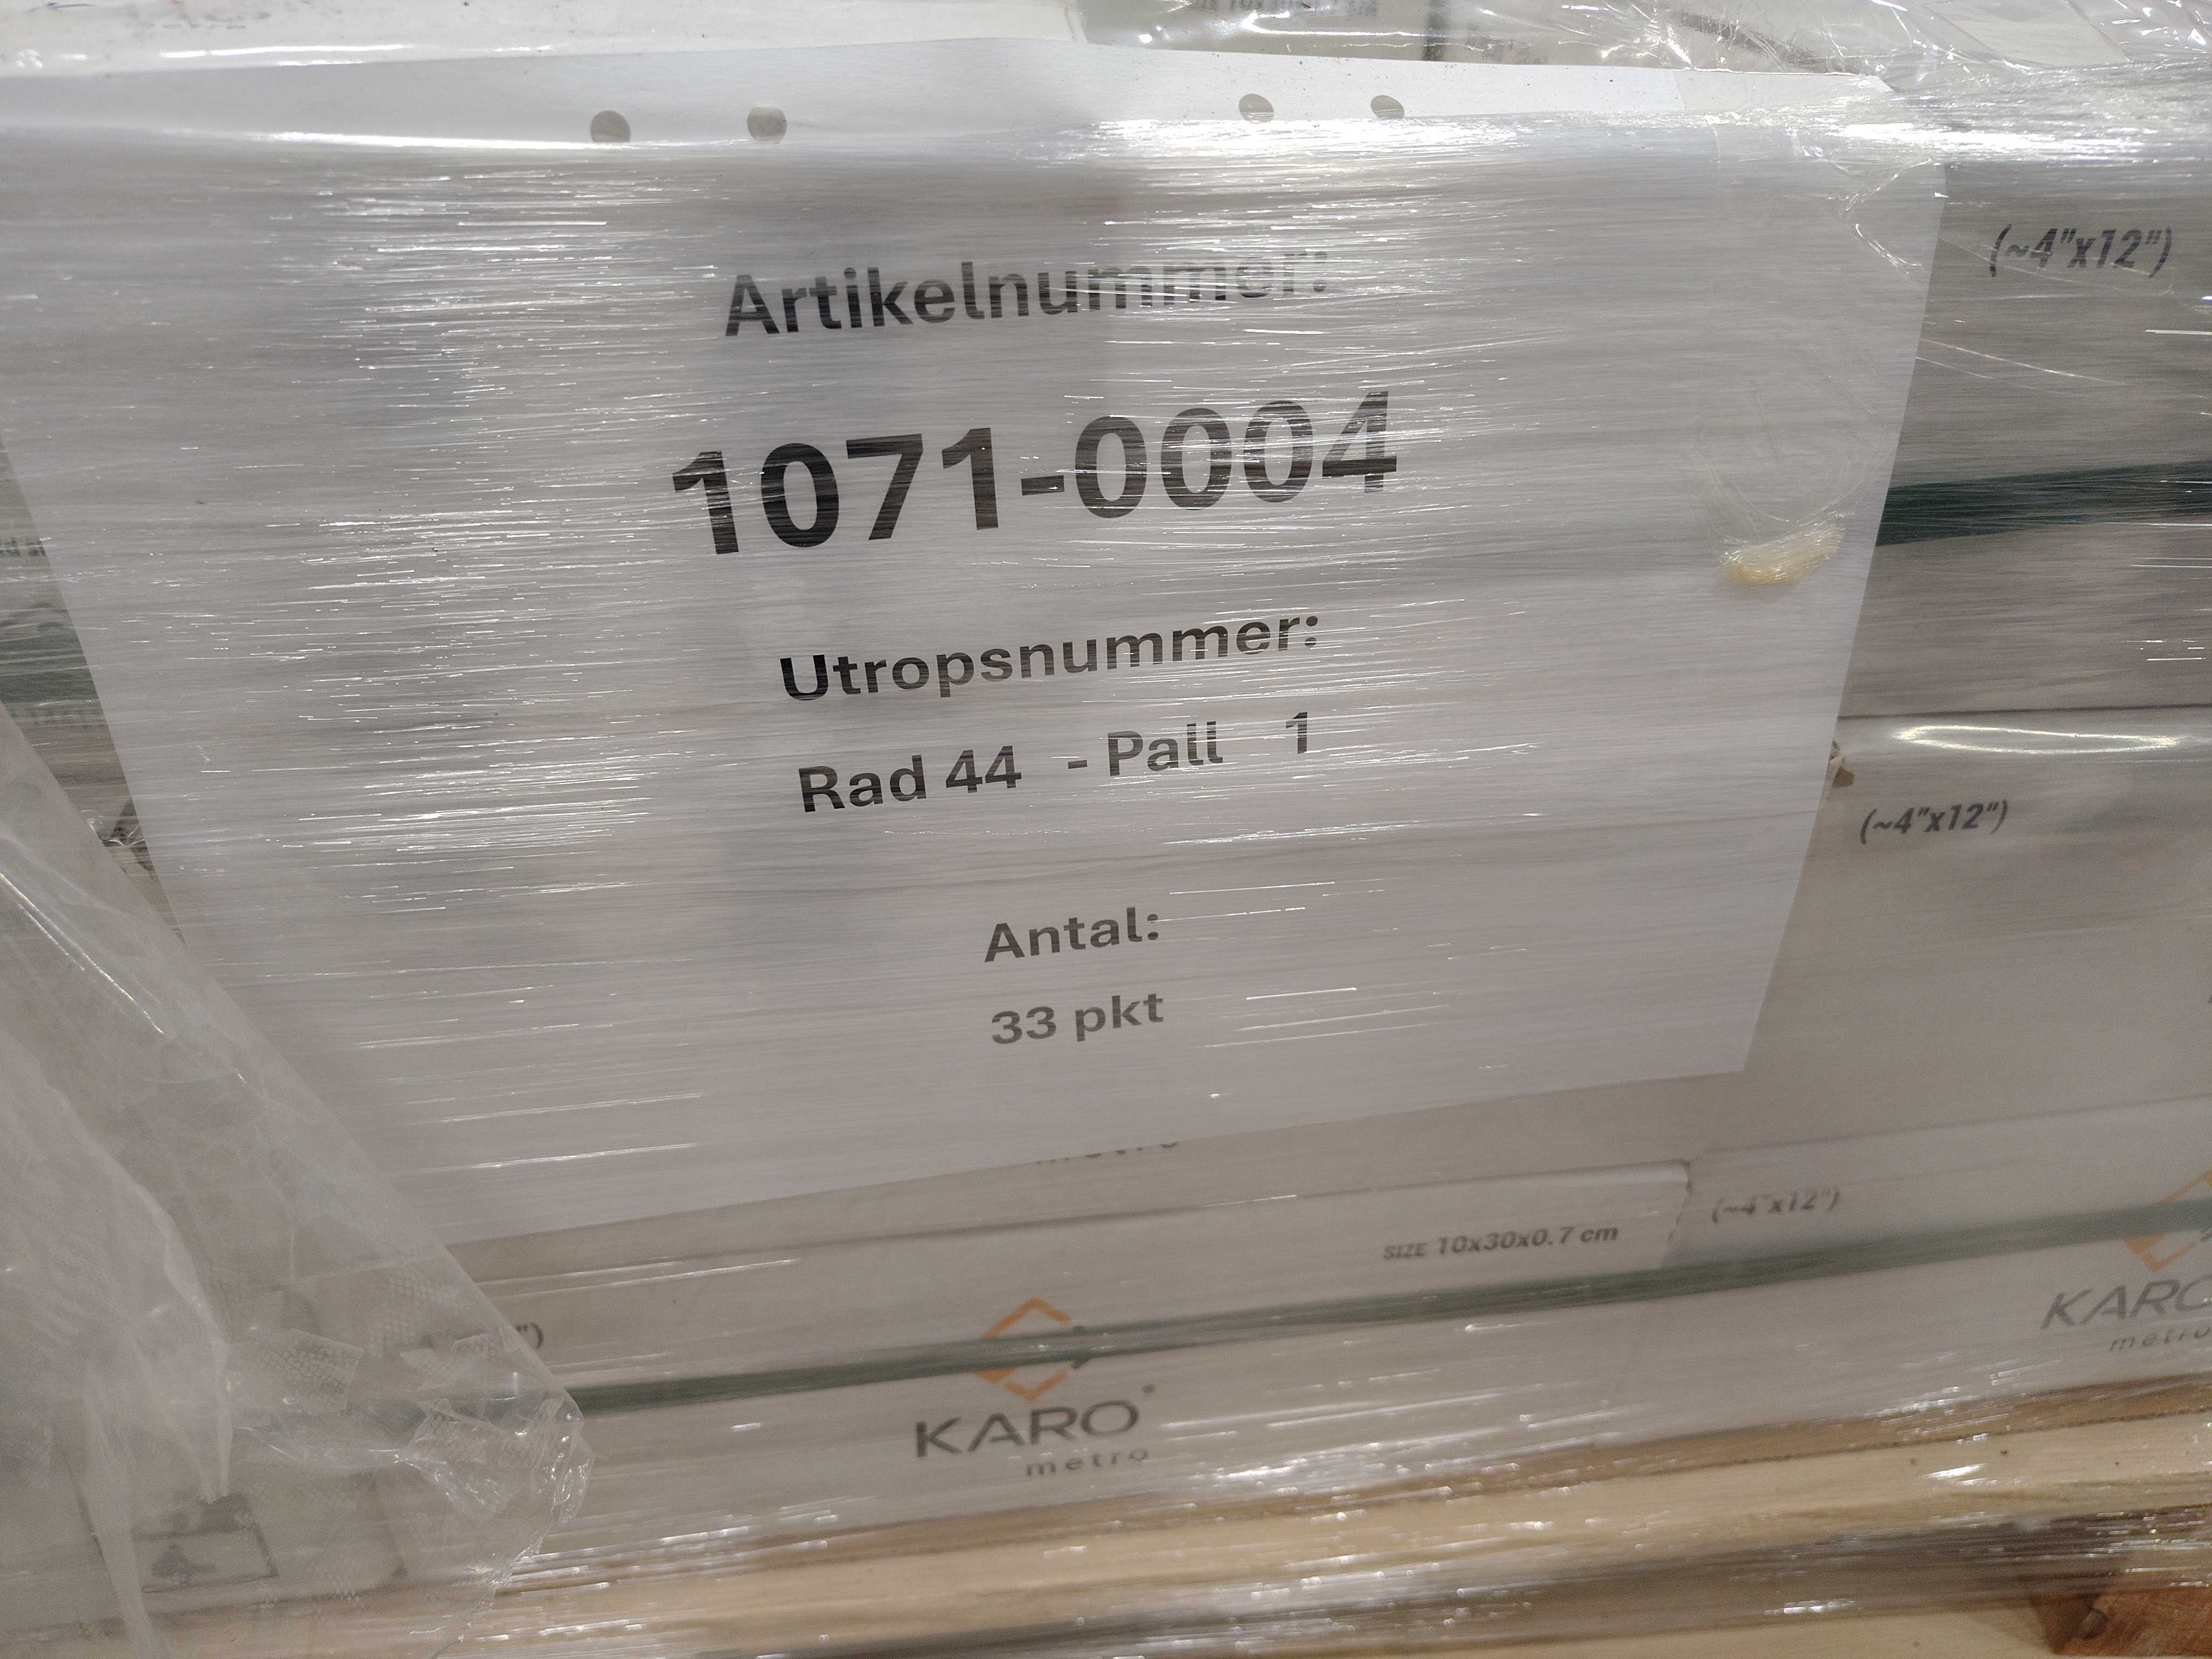 Artikelnummer:
1071-0004
Utropsnummer:
Rad 44 - Pall 1
Antal:
33 pkt
(~4"x12")
(~4"x12")
(~4"x12")
SIZE 10x30x0.7 cm
KARO
metro
KARO
metro